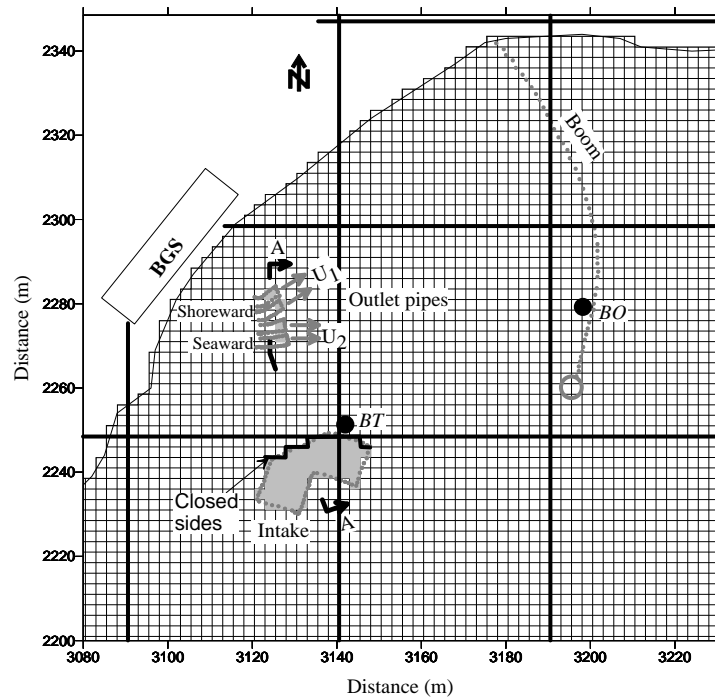 2340
2320
2300
2280
2260
2240
2220
2200
Distance (m)
N
Boom
BGS
A
U1
Shoreward
Outlet pipes
Seaward
U2
BO
BT
Closed
sides
Intake
A
3080 3100 3120 3140 3160 3180 3200 3220
Distance (m)